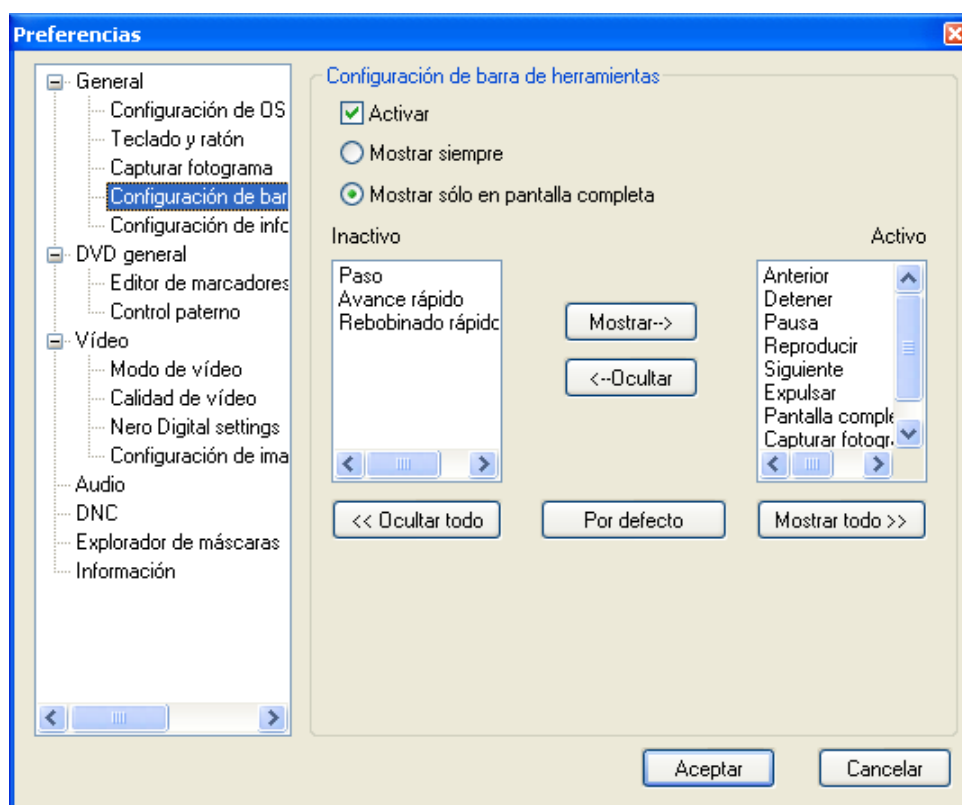 Preferencias
General
Configuración de OS
Teclado y ratón
Capturar fotograma
Configuración de bar
Configuración de info
DVD general
Editor de marcadores
Control paterno
Vídeo
Modo de vídeo
Calidad de vídeo
Nero Digital settings
Configuración de ima
Audio
DNC
Explorador de máscaras
Información
Configuración de barra de herramientas
Activar
Mostrar siempre
Mostrar sólo en pantalla completa
Inactivo
Paso
Avance rápido
Rebobinado rápido
Mostrar-->
<--Ocultar
Activo
Anterior
Detener
Pausa
Reproducir
Siguiente
Expulsar
Pantalla comple
Capturar fotogr
<< Ocultar todo
Por defecto
Mostrar todo >>
Aceptar
Cancelar